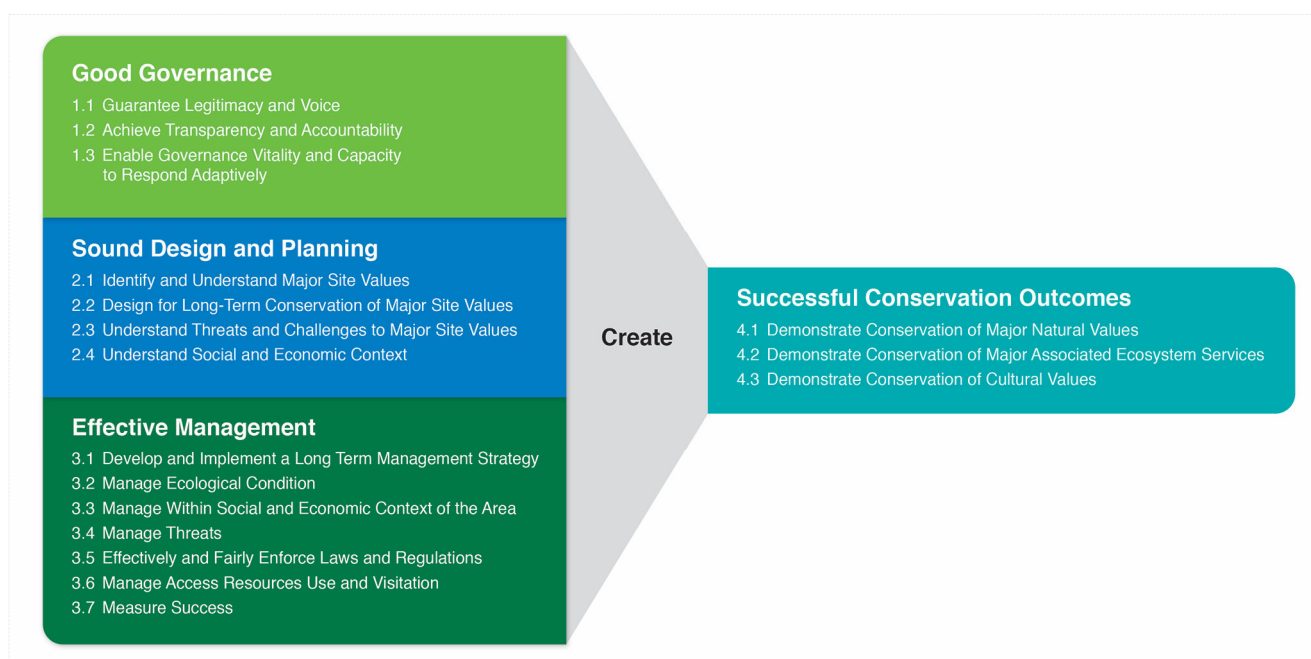 Good Governance
1.1 Guarantee Legitimacy and Voice
1.2 Achieve Transparency and Accountability
1.3 Enable Governance Vitality and Capacity
to Respond Adaptively
Sound Design and Planning
2.1 Identify and Understand Major Site Values
2.2 Design for Long-Term Conservation of Major Site Values
2.3 Understand Threats and Challenges to Major Site Values
2.4 Understand Social and Economic Context
Effective Management
3.1 Develop and Implement a Long Term Management Strategy
3.2 Manage Ecological Condition
3.3 Manage Within Social and Economic Context of the Area
3.4 Manage Threats
3.5 Effectively and Fairly Enforce Laws and Regulations
3.6 Manage Access Resources Use and Visitation
3.7 Measure Success
Create
Successful Conservation Outcomes
4.1 Demonstrate Conservation of Major Natural Values
4.2 Demonstrate Conservation of Major Associated Ecosystem Services
4.3 Demonstrate Conservation of Cultural Values